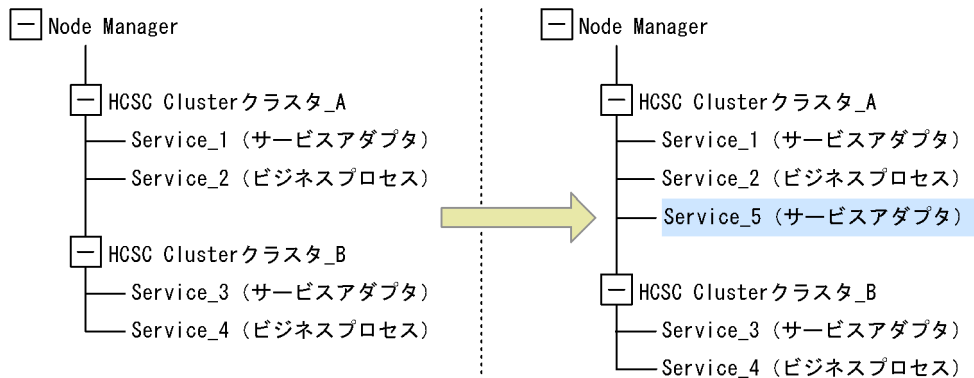 Node Manager
HCSC Clusterクラスタ_A
Service_1（サービスアダプタ）
Service_2（ビジネスプロセス）
HCSC Clusterクラスタ_B
Service_3（サービスアダプタ）
Service_4（ビジネスプロセス）
Node Manager
HCSC Clusterクラスタ_A
Service_1（サービスアダプタ）
Service_2（ビジネスプロセス）
Service_5（サービスアダプタ）
HCSC Clusterクラスタ_B
Service_3（サービスアダプタ）
Service_4（ビジネスプロセス）